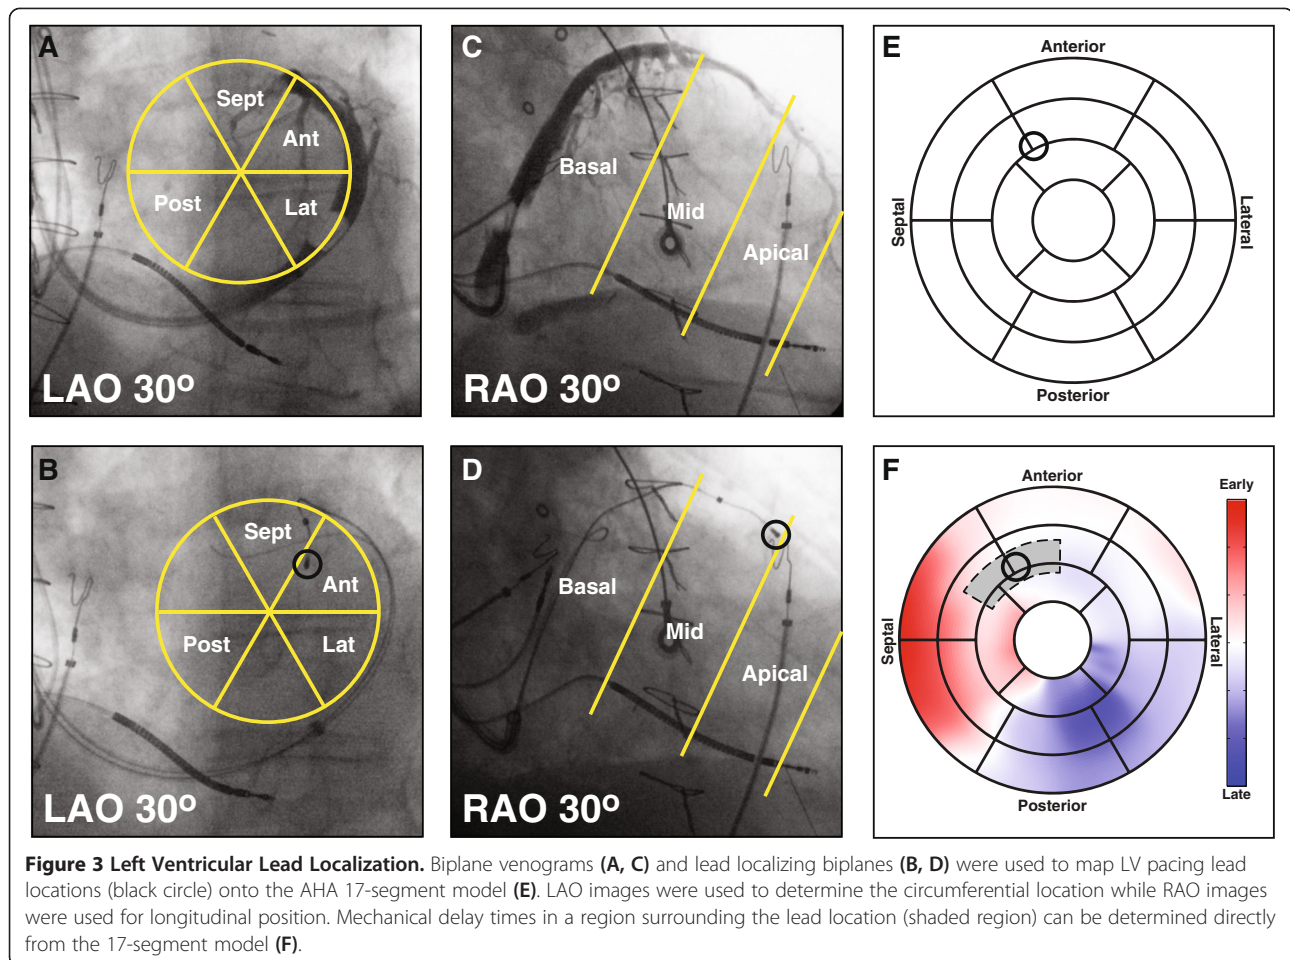 A
Sept
Ant
Post
Lat
LAO 30º
C
Basal
Mid
Apical
RAO 30º
E
Anterior
Septal
Lateral
Posterior
B
Sept
Ant
Post
Lat
LAO 30º
D
Basal
Mid
Apical
RAO 30º
F
Anterior
Septal
Lateral
Posterior
Early
Late
Figure 3 Left Ventricular Lead Localization. Biplane venograms (A, C) and lead localizing biplanes (B, D) were used to map LV pacing lead
locations (black circle) onto the AHA 17-segment model (E). LAO images were used to determine the circumferential location while RAO images
were used for longitudinal position. Mechanical delay times in a region surrounding the lead location (shaded region) can be determined directly
from the 17-segment model (F).